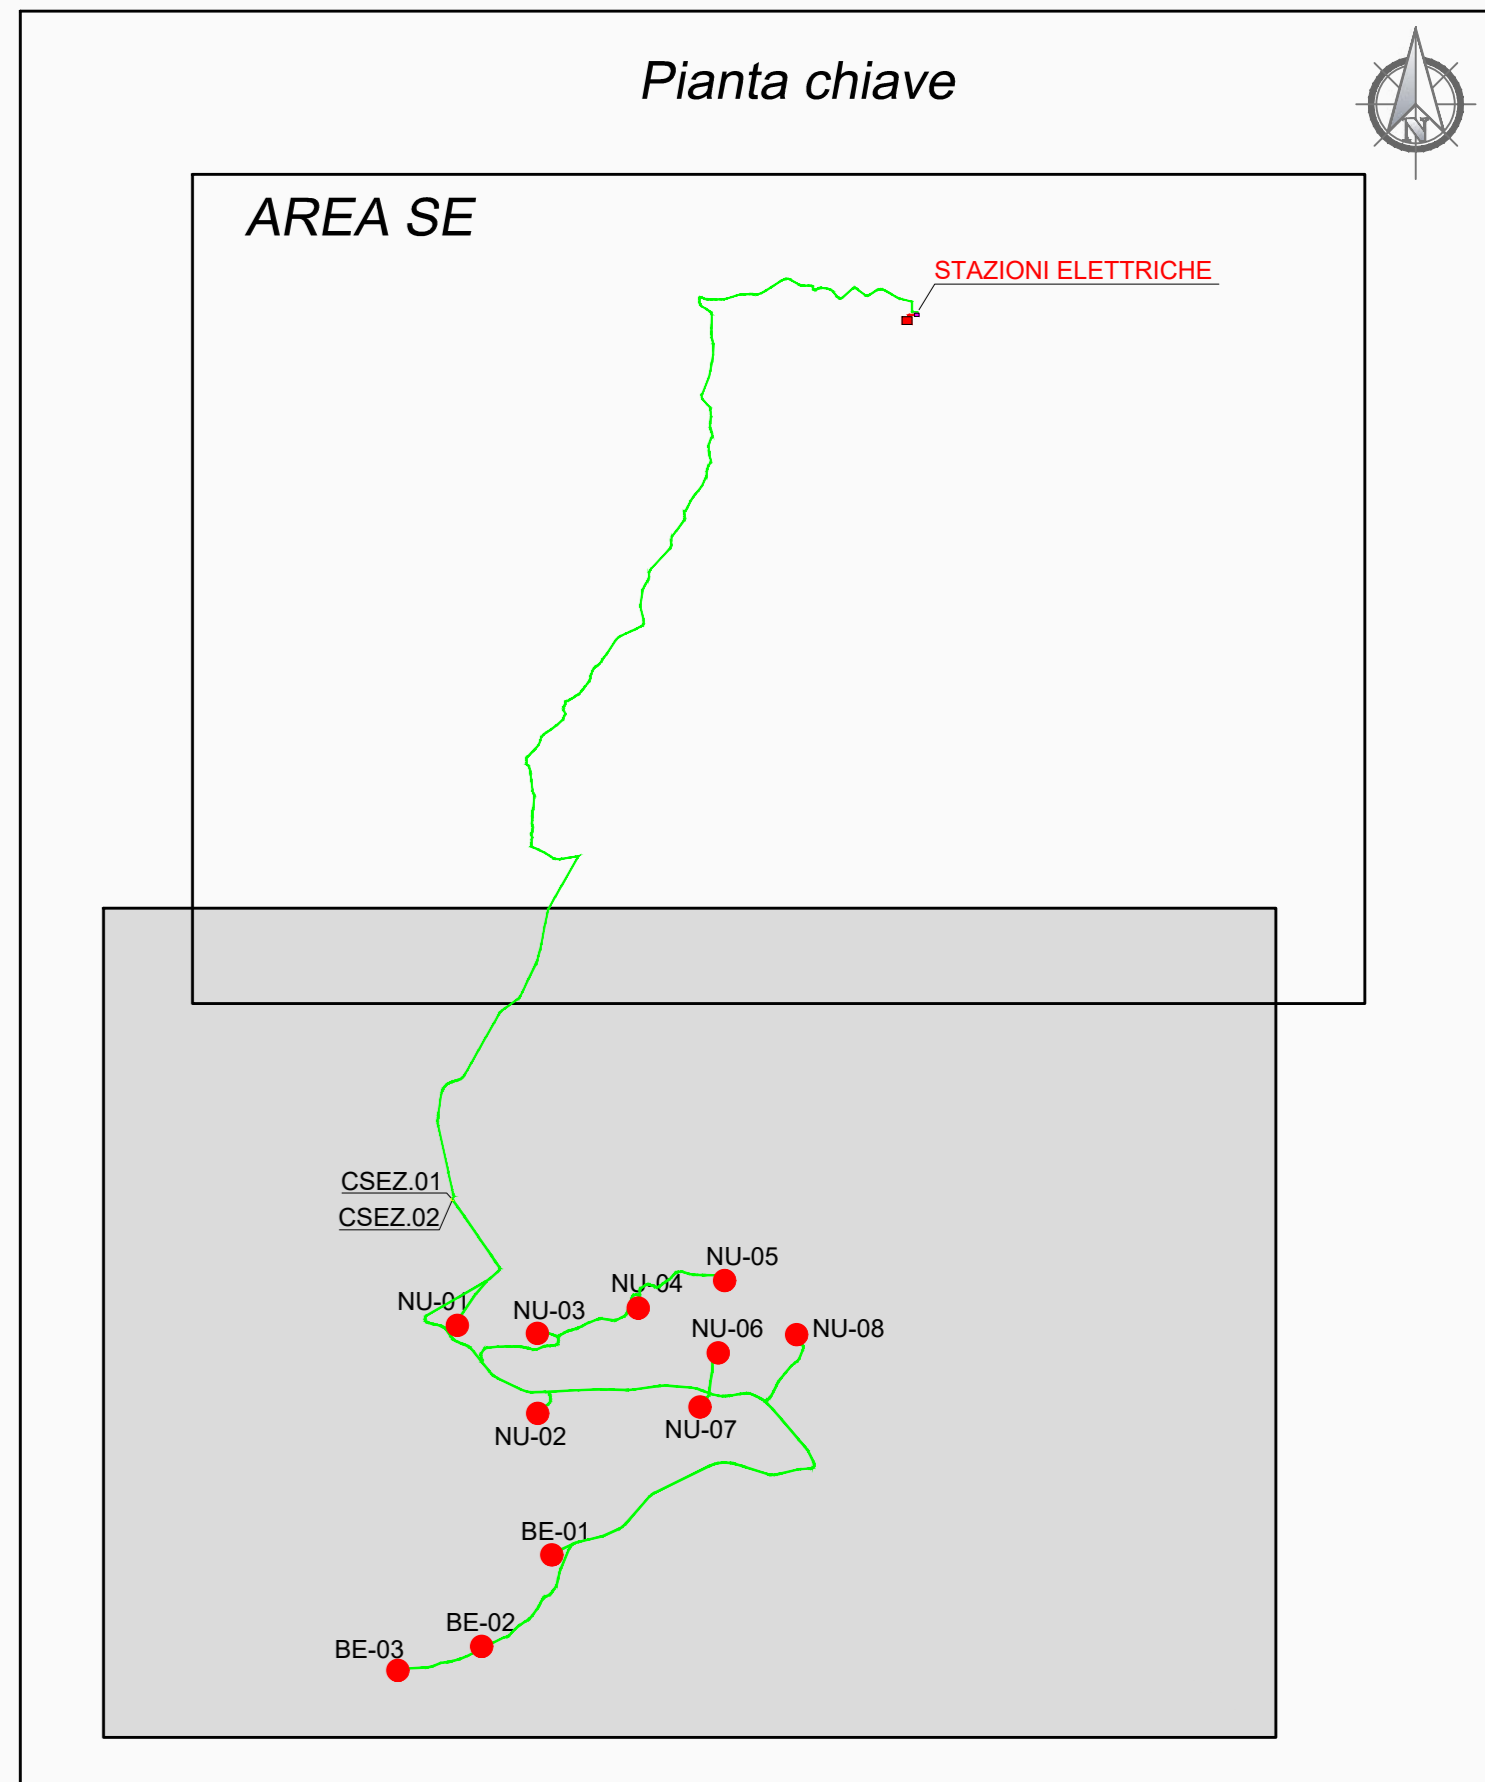 Pianta chiave
N
AREA SE
STAZIONI ELETTRICHE
CSEZ.01
CSEZ.02
NU-05
NU-04
NU-01
NU-03
NU-06
NU-08
NU-02
NU-07
BE-01
BE-02
BE-03